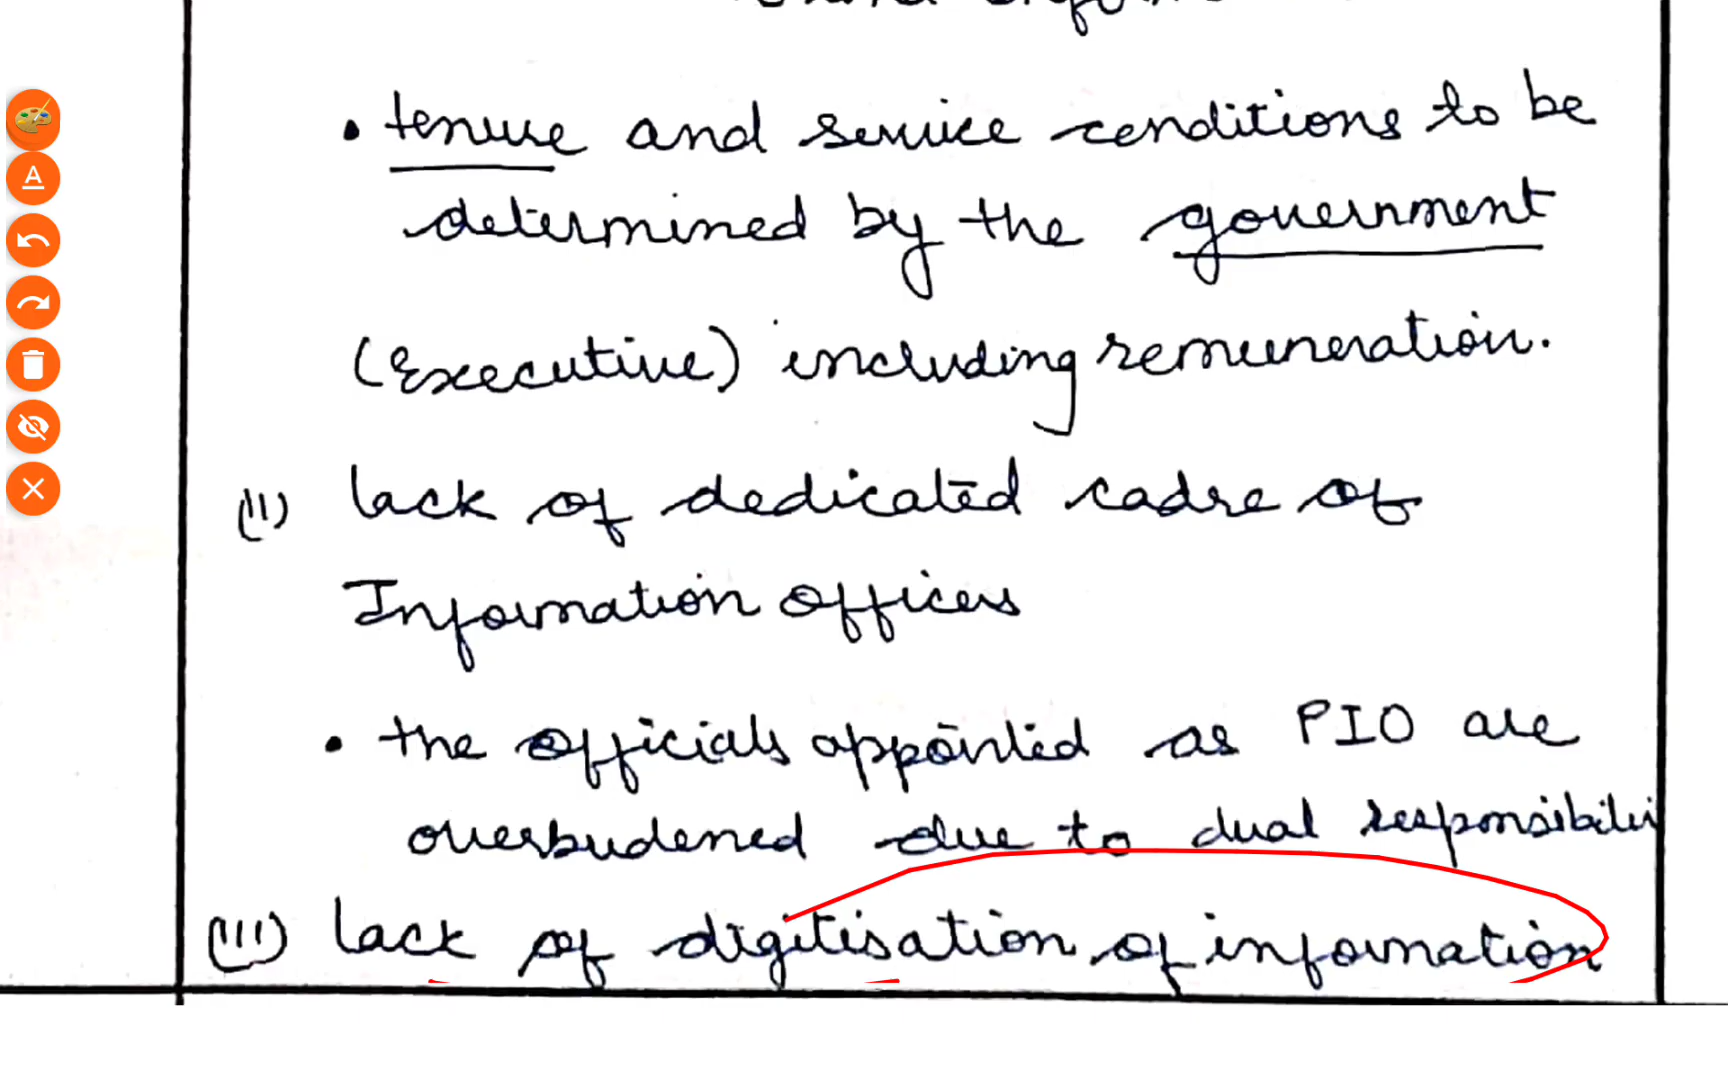 • tenure and service conditions to be
determined by the government
(Executive) including remuneration.
(II) lack of dedicated cadre of
Information officers
• the officials appointed as PIO are
overbudened due to dual responsibili
(III) lack of digitisation of information